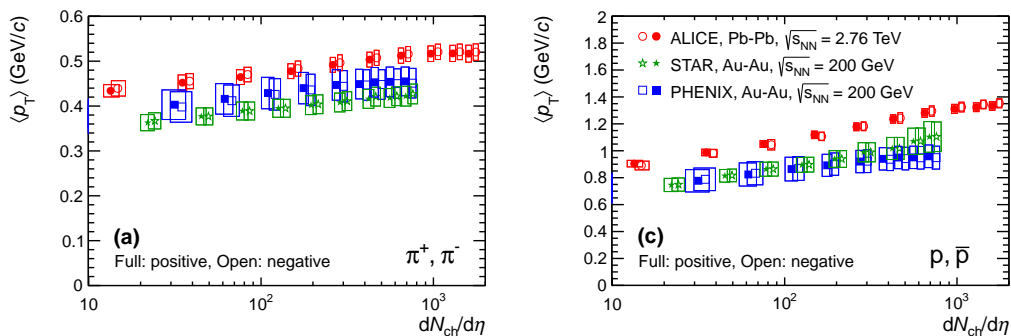 ⟨p_T⟩ (GeV/c)
0.6
0.5
0.4
0.3
0.2
0.1
0
(a)
π⁺, π⁻
Full: positive, Open: negative
10
10²
10³
dN_ch/dη
⟨p_T⟩ (GeV/c)
2
1.8
1.6
1.4
1.2
1
0.8
0.6
0.4
0.2
0
ALICE, Pb-Pb, √s_NN = 2.76 TeV
STAR, Au-Au, √s_NN = 200 GeV
PHENIX, Au-Au, √s_NN = 200 GeV
(c)
p, p̅
Full: positive, Open: negative
10
10²
10³
dN_ch/dη